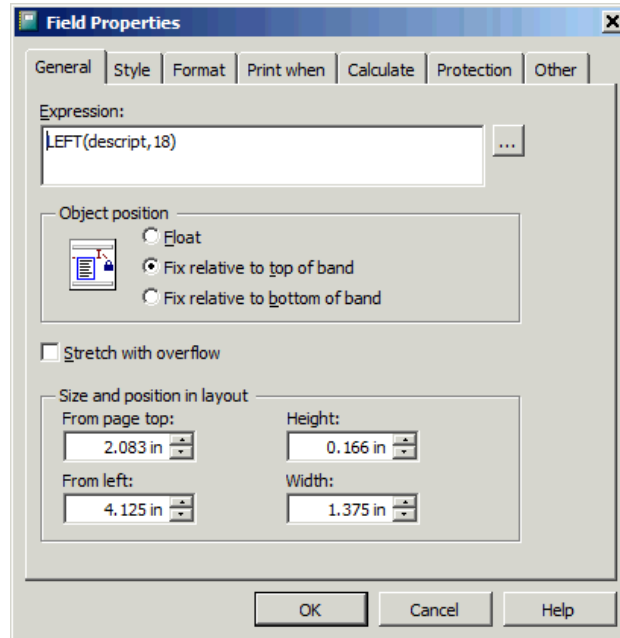 Field Properties
General Style Format Print when Calculate Protection Other
Expression:
LEFT(descript,18)
...
Object position
Float
Fix relative to top of band
Fix relative to bottom of band
Stretch with overflow
Size and position in layout
From page top: Height:
2.083 in 0.166 in
From left: Width:
4.125 in 1.375 in
OK Cancel Help